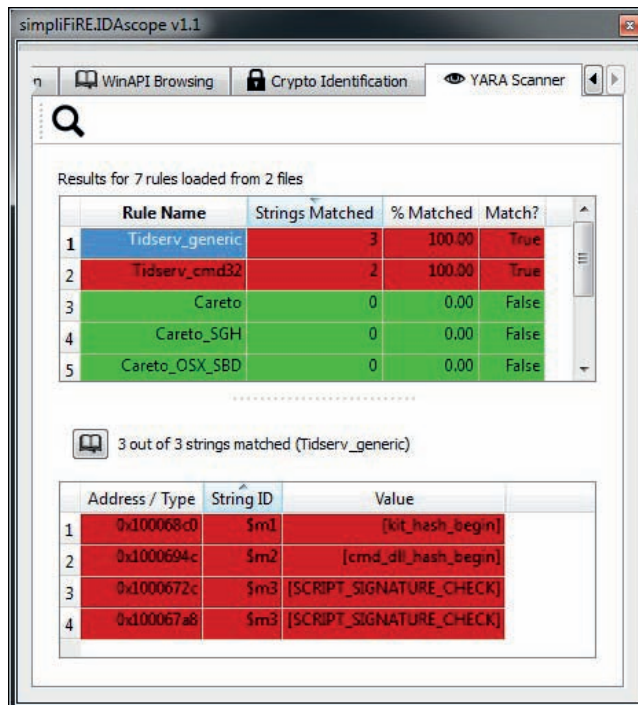 simpliFiRE.IDAscope v1.1
n WinAPI Browsing Crypto Identification YARA Scanner
Results for 7 rules loaded from 2 files
Rule Name Strings Matched % Matched Match?
1 Tidserv_generic 3 100.00 True
2 Tidserv_cmd32 2 100.00 True
3 Careto 0 0.00 False
4 Careto_SGH 0 0.00 False
5 Careto_OSX_SBD 0 0.00 False
3 out of 3 strings matched (Tidserv_generic)
Address / Type String ID Value
1 0x100068c0 $m1 [kit_hash_begin]
2 0x1000694c $m2 [cmd_dll_hash_begin]
3 0x1000672c $m3 [SCRIPT_SIGNATURE_CHECK]
4 0x100067a8 $m3 [SCRIPT_SIGNATURE_CHECK]